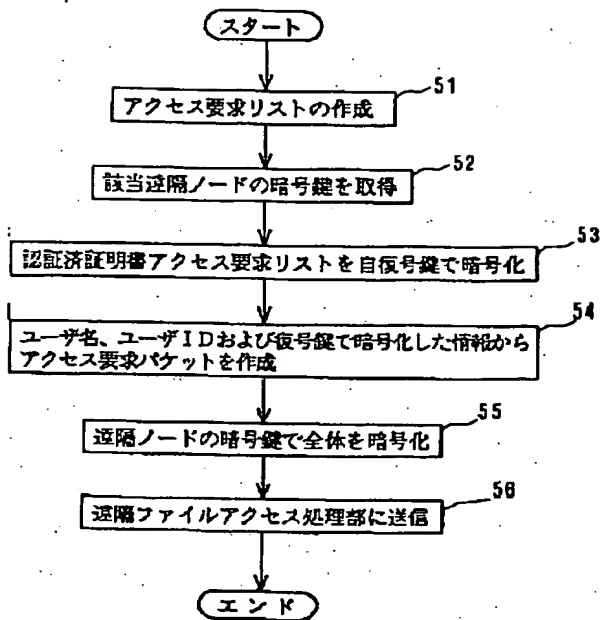 スタート
51
アクセス要求リストの作成
52
該当遠隔ノードの暗号鍵を取得
53
認証済証明書アクセス要求リストを自復号鍵で暗号化
54
ユーザ名、ユーザIDおよび復号鍵で暗号化した情報から
アクセス要求パケットを作成
55
遠隔ノードの暗号鍵で全体を暗号化
56
遠隔ファイルアクセス処理部に送信
エンド